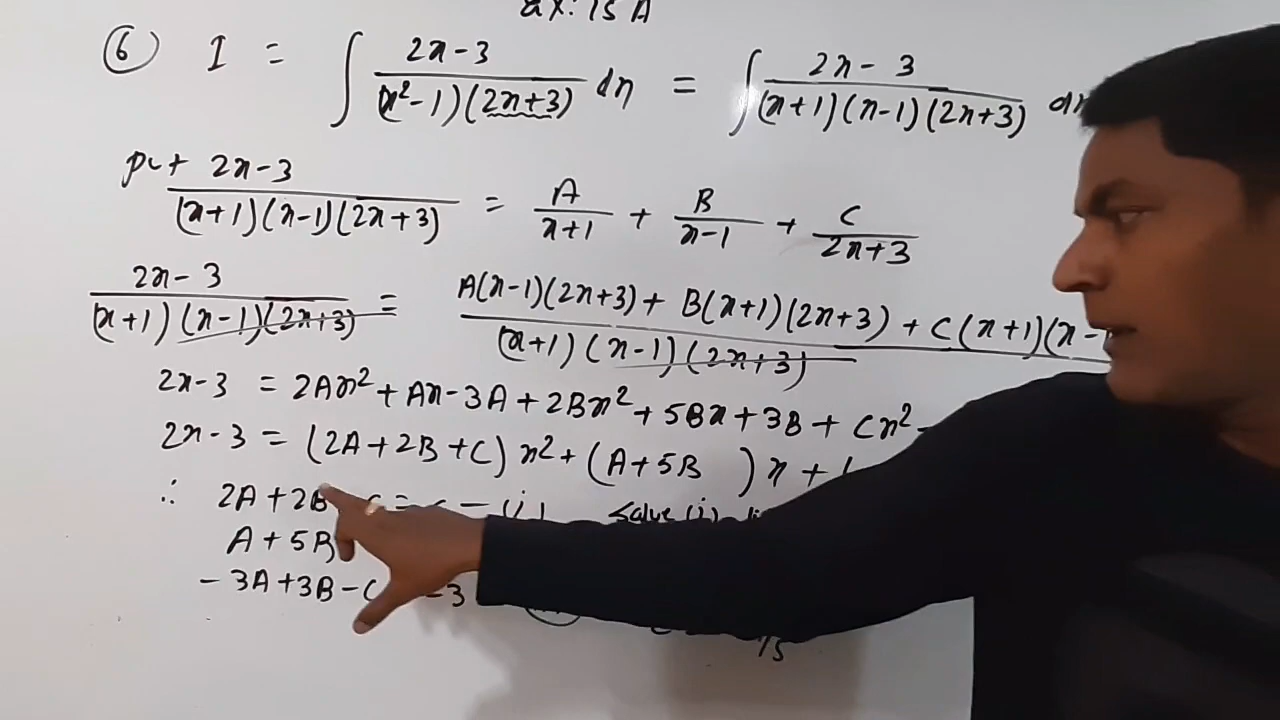 ax: 15 A
⑥ I = ∫ 2x-3 / (x²-1)(2x+3) dx = ∫ 2x-3 / (x+1)(x-1)(2x+3) dx
put 2x-3 / (x+1)(x-1)(2x+3) = A / x+1 + B / x-1 + C / 2x+3
2x-3 / (x+1)(x-1)(2x+3) = A(x-1)(2x+3) + B(x+1)(2x+3) + C(x+1)(x- / (x+1)(x-1)(2x+3)
2x-3 = 2Ax² + Ax-3A + 2Bx² + 5Bx + 3B + Cx² -
2x-3 = (2A+2B+C) x² + (A+5B ) x + (
∴ 2A+2B - (i) Solve (i)
A+5B
-3A+3B-C -3